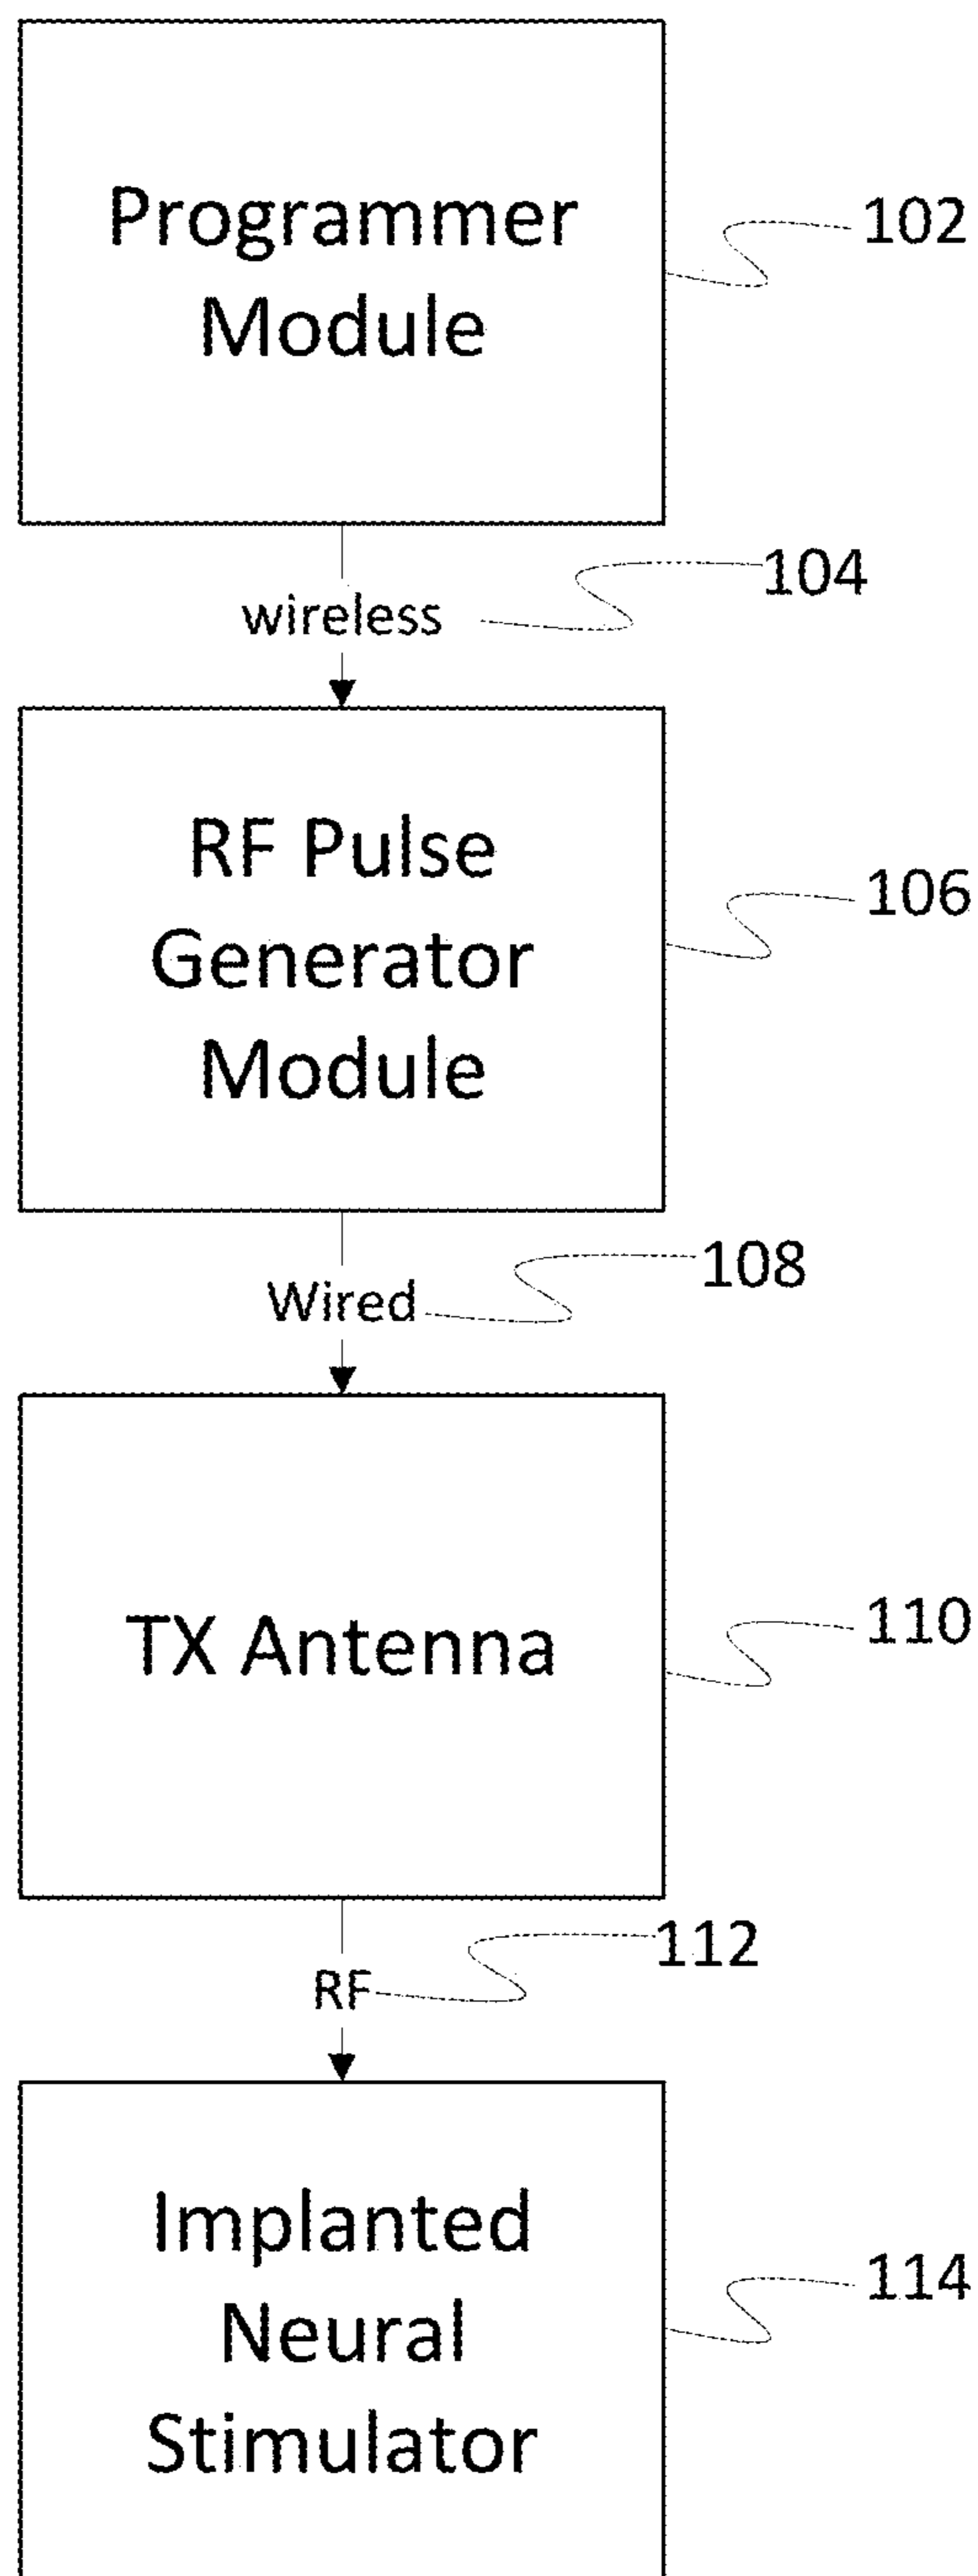 Programmer
Module
102
104
wireless
RF Pulse
Generator
Module
106
108
Wired
TX Antenna
110
112
RF
Implanted
Neural
Stimulator
114